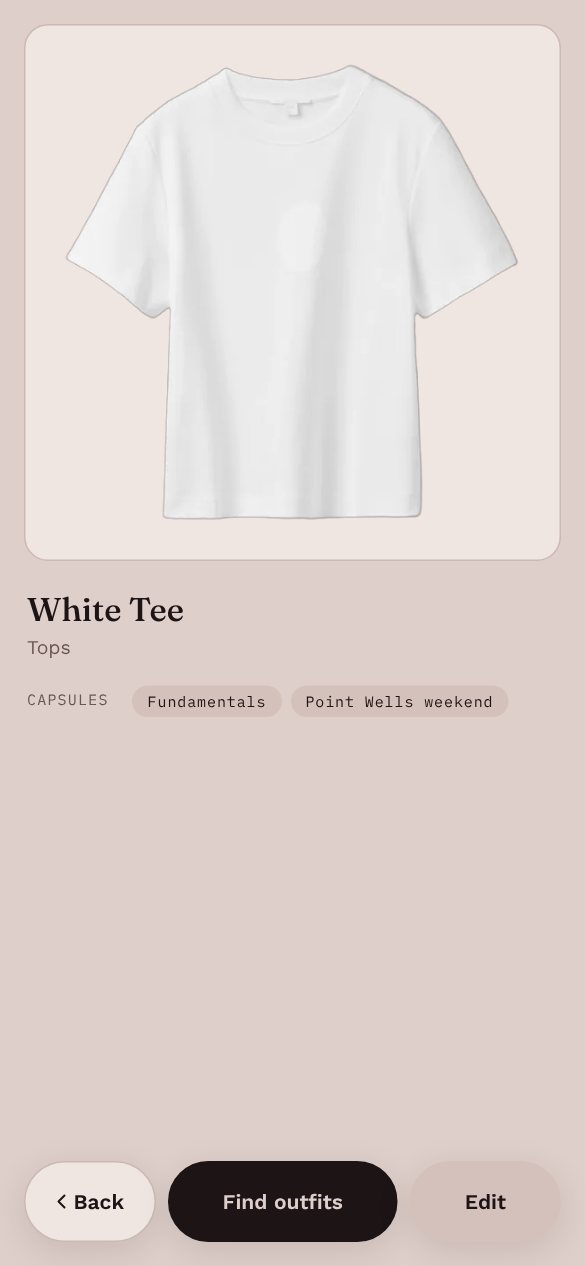 White Tee
Tops
CAPSULES Fundamentals Point Wells weekend
Back Find outfits Edit